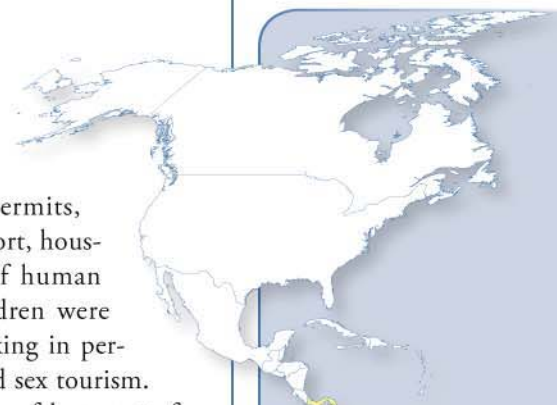 ermits,
ort, hous-
f human
dren were
king in per-
d sex tourism.